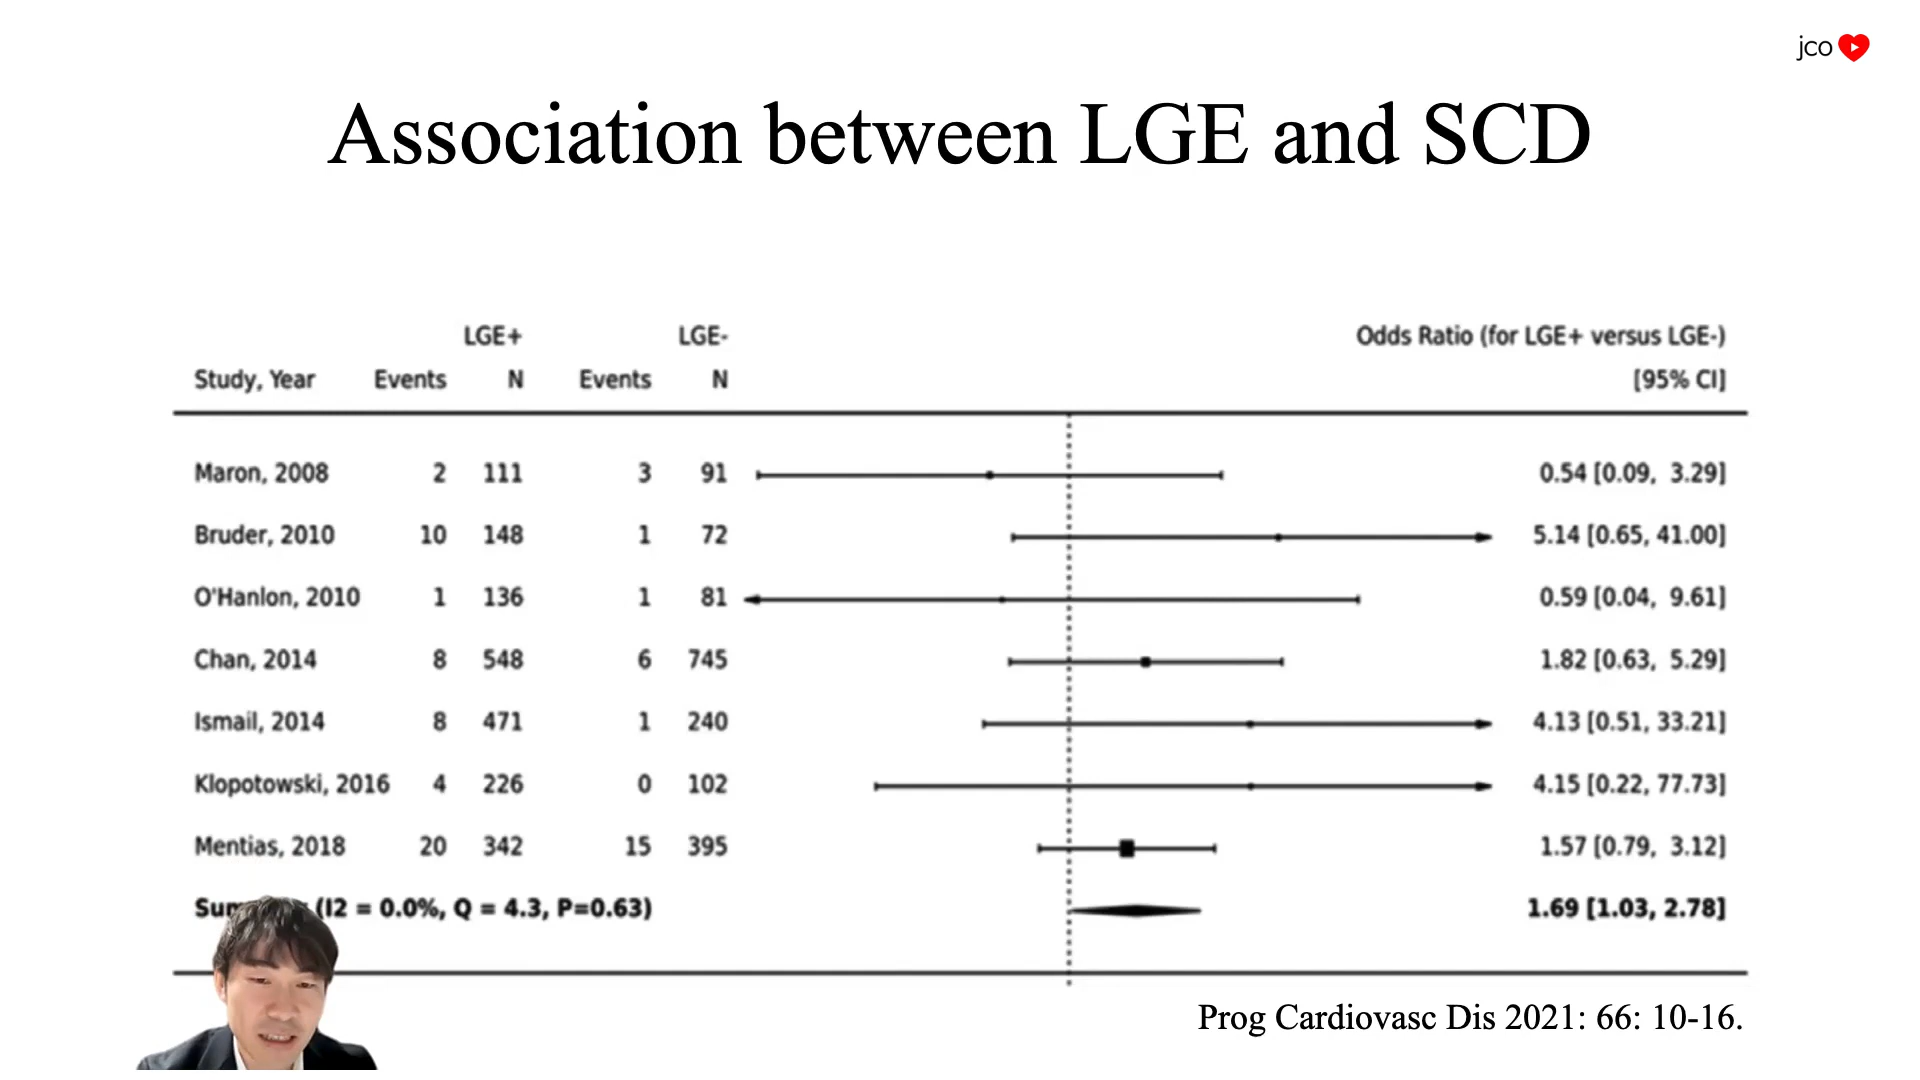 jco
Association between LGE and SCD
LGE+ LGE- Odds Ratio (for LGE+ versus LGE-)
Study, Year Events N Events N [95% CI]
Maron, 2008 2 111 3 91 0.54 [0.09, 3.29]
Bruder, 2010 10 148 1 72 5.14 [0.65, 41.00]
O'Hanlon, 2010 1 136 1 81 0.59 [0.04, 9.61]
Chan, 2014 8 548 6 745 1.82 [0.63, 5.29]
Ismail, 2014 8 471 1 240 4.13 [0.51, 33.21]
Klopotowski, 2016 4 226 0 102 4.15 [0.22, 77.73]
Mentias, 2018 20 342 15 395 1.57 [0.79, 3.12]
(I2 = 0.0%, Q = 4.3, P=0.63) 1.69 [1.03, 2.78]
Prog Cardiovasc Dis 2021: 66: 10-16.